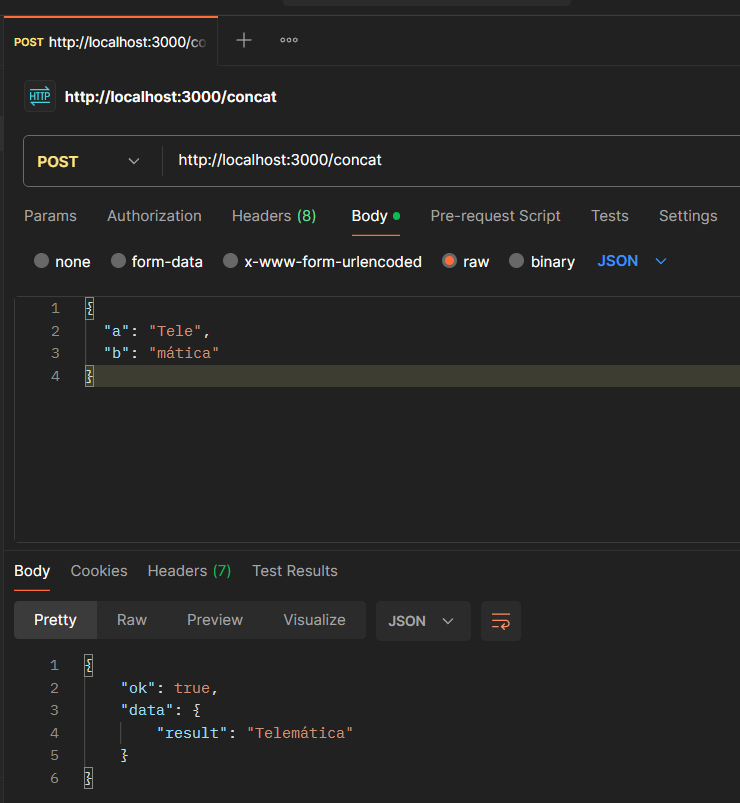 POST http://localhost:3000/co
HTTP http://localhost:3000/concat
POST http://localhost:3000/concat
Params Authorization Headers (8) Body Pre-request Script Tests Settings
none form-data x-www-form-urlencoded raw binary JSON
1 {
2 "a": "Tele",
3 "b": "mática"
4 }
Body Cookies Headers (7) Test Results
Pretty Raw Preview Visualize JSON
1 {
2 "ok": true,
3 "data": {
4 "result": "Telemática"
5 }
6 }